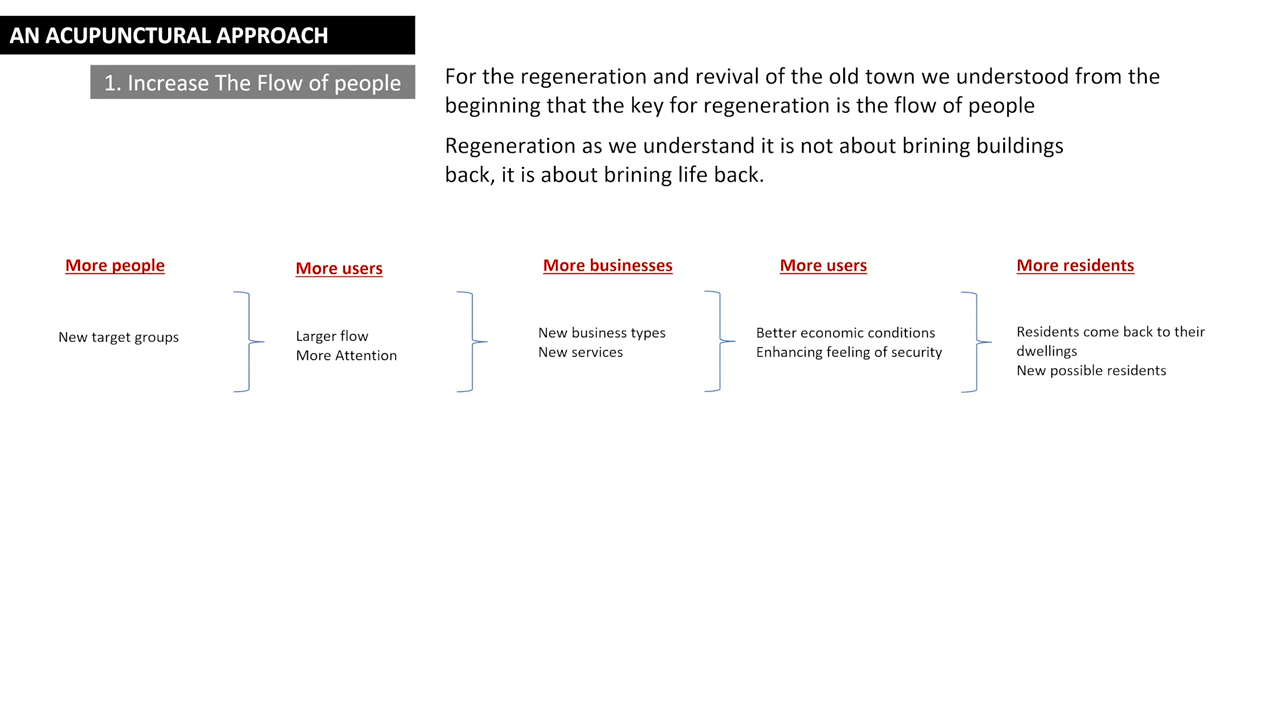 AN ACUPUNCTURAL APPROACH
1. Increase The Flow of people
For the regeneration and revival of the old town we understood from the
beginning that the key for regeneration is the flow of people
Regeneration as we understand it is not about brining buildings
back, it is about brining life back.
More people
New target groups
More users
Larger flow
More Attention
More businesses
New business types
New services
More users
Better economic conditions
Enhancing feeling of security
More residents
Residents come back to their
dwellings
New possible residents